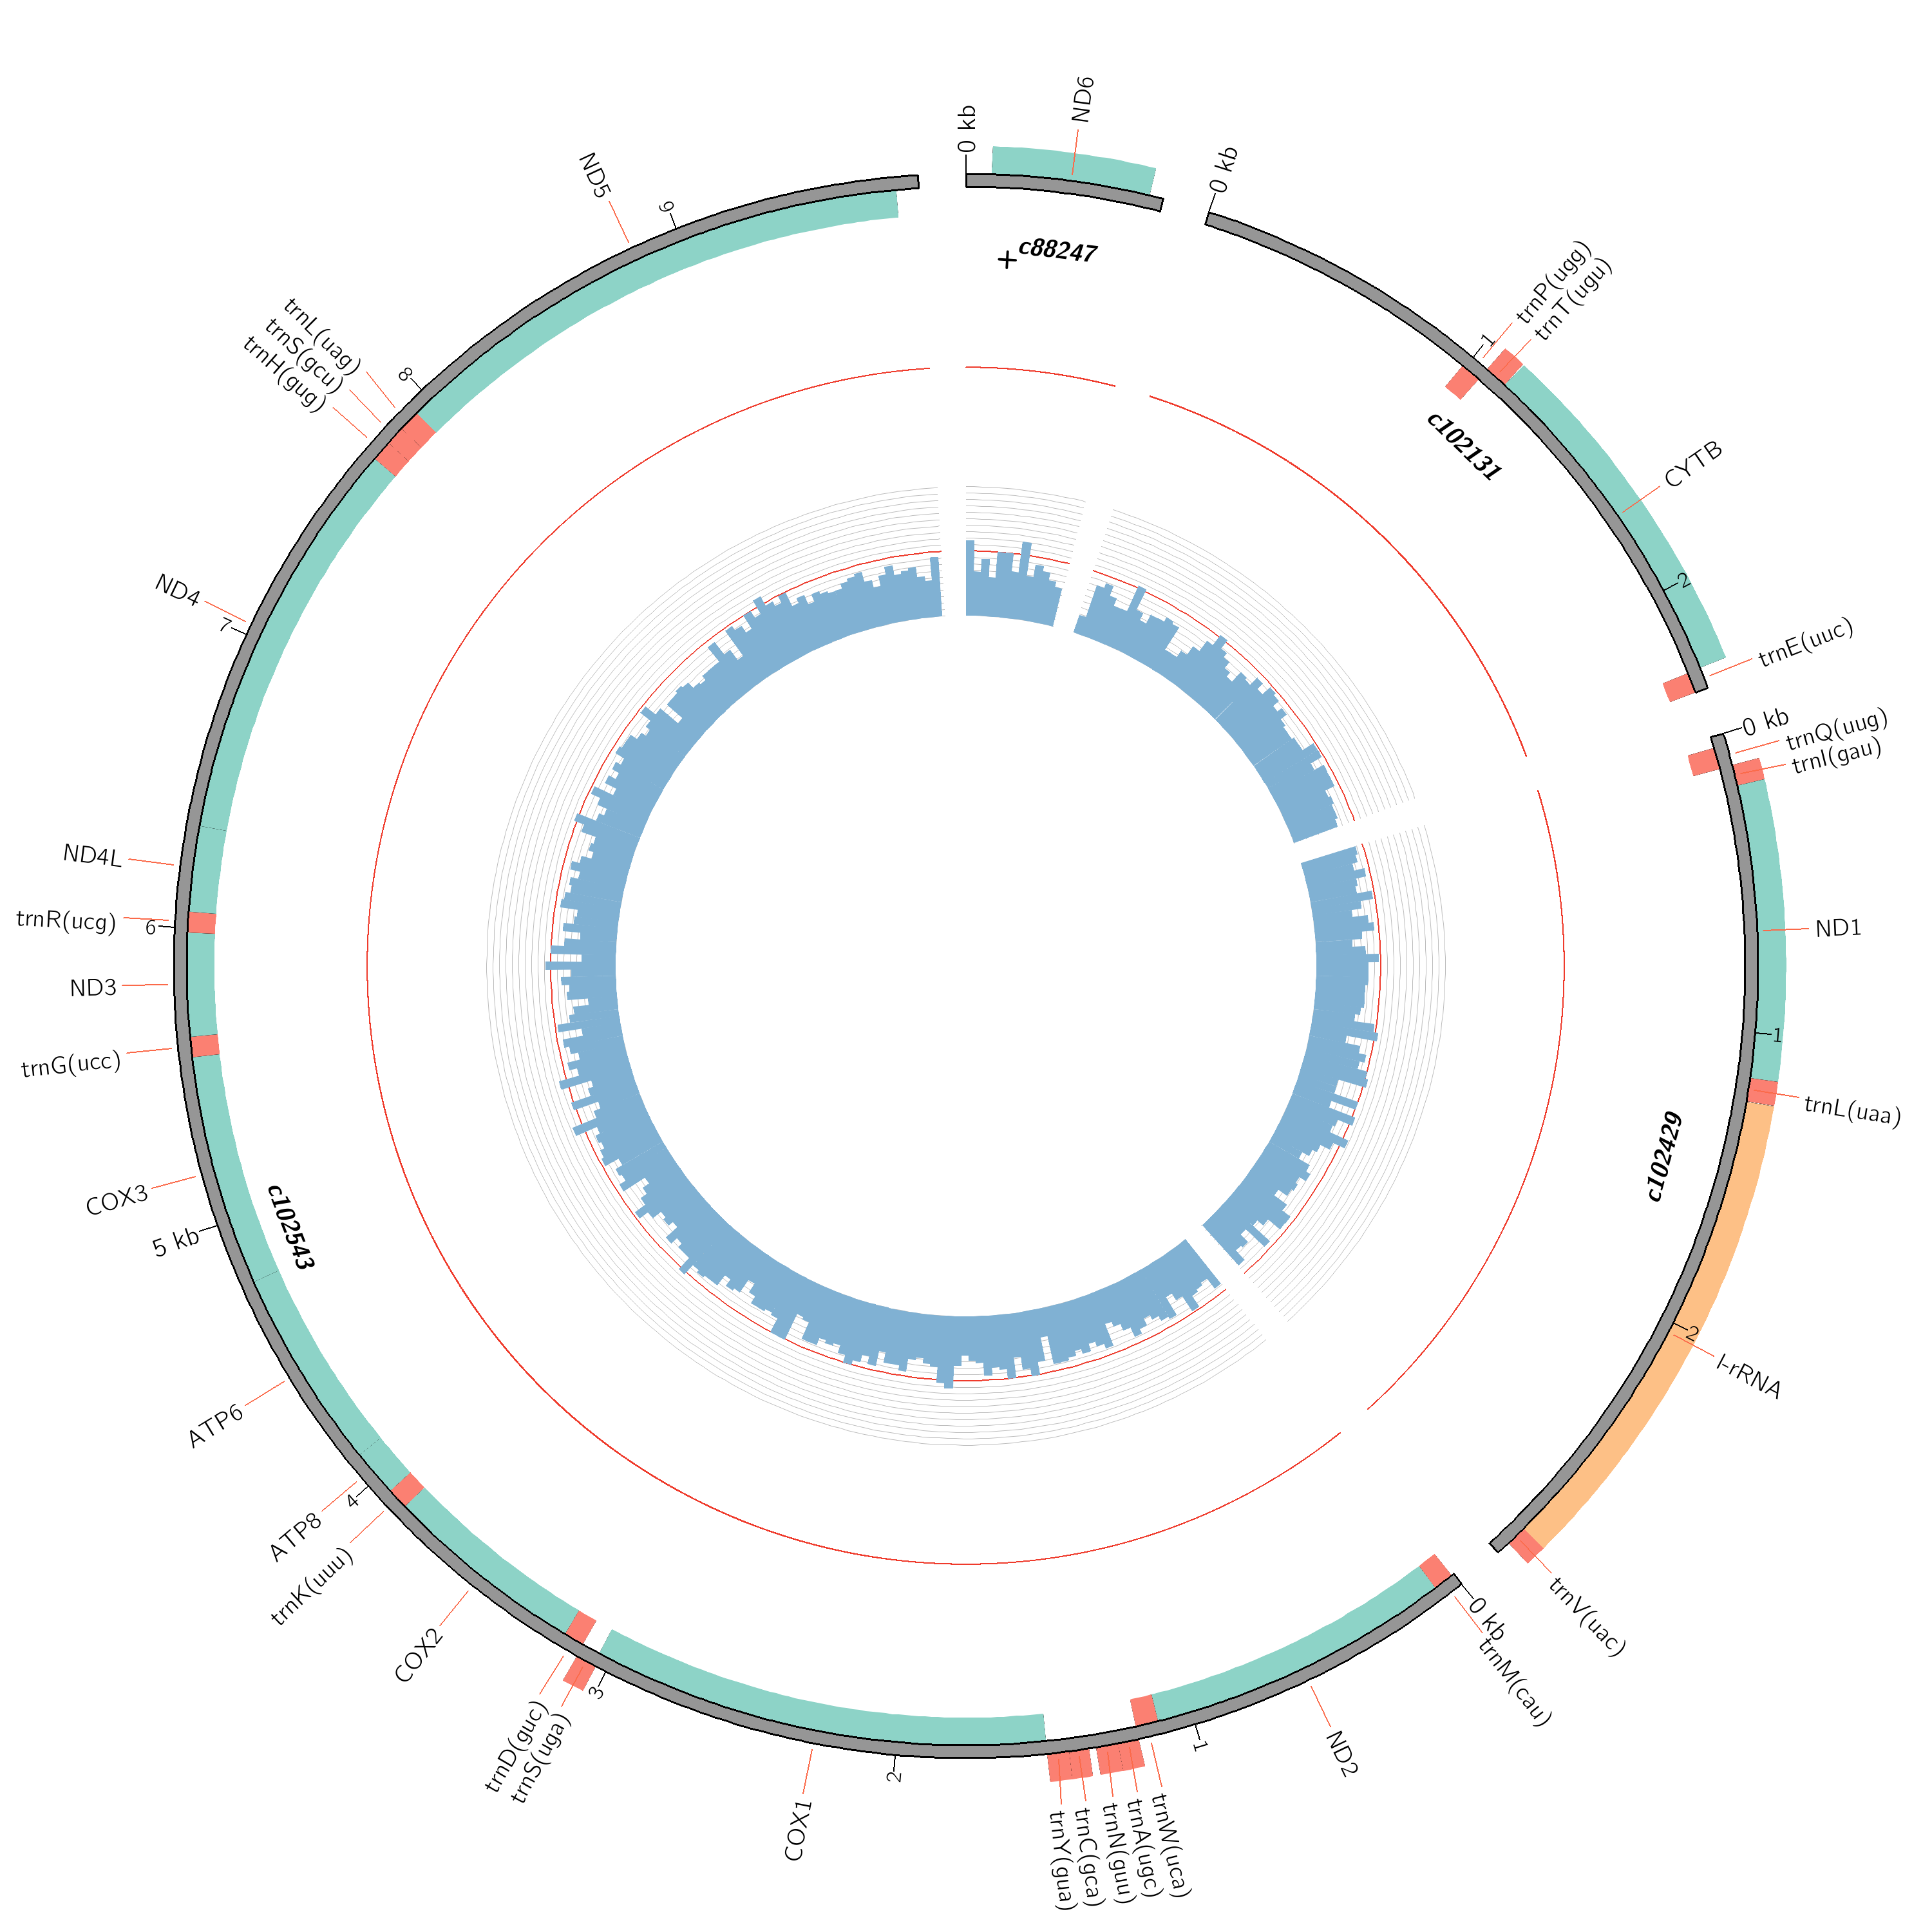 0 kb
ND6
+
c88247
0 kb
1
trnP(ugg)
trnT(ugu)
c102131
CYTB
2
trnE(uuc)
0 kb
trnQ(uug)
trnI(gau)
ND1
1
trnL(uaa)
c102429
2
l-rRNA
trnV(uac)
0 kb
trnM(cau)
ND2
1
trnW(uca)
trnA(ugc)
trnN(guu)
trnC(gca)
trnY(gua)
2
COX1
3
trnS(uga)
trnD(guc)
COX2
trnK(uuu)
4
ATP8
ATP6
c102543
5 kb
COX3
trnG(ucc)
ND3
6
trnR(ucg)
ND4L
7
ND4
trnH(gug)
trnS(gcu)
trnL(uag)
8
ND5
9